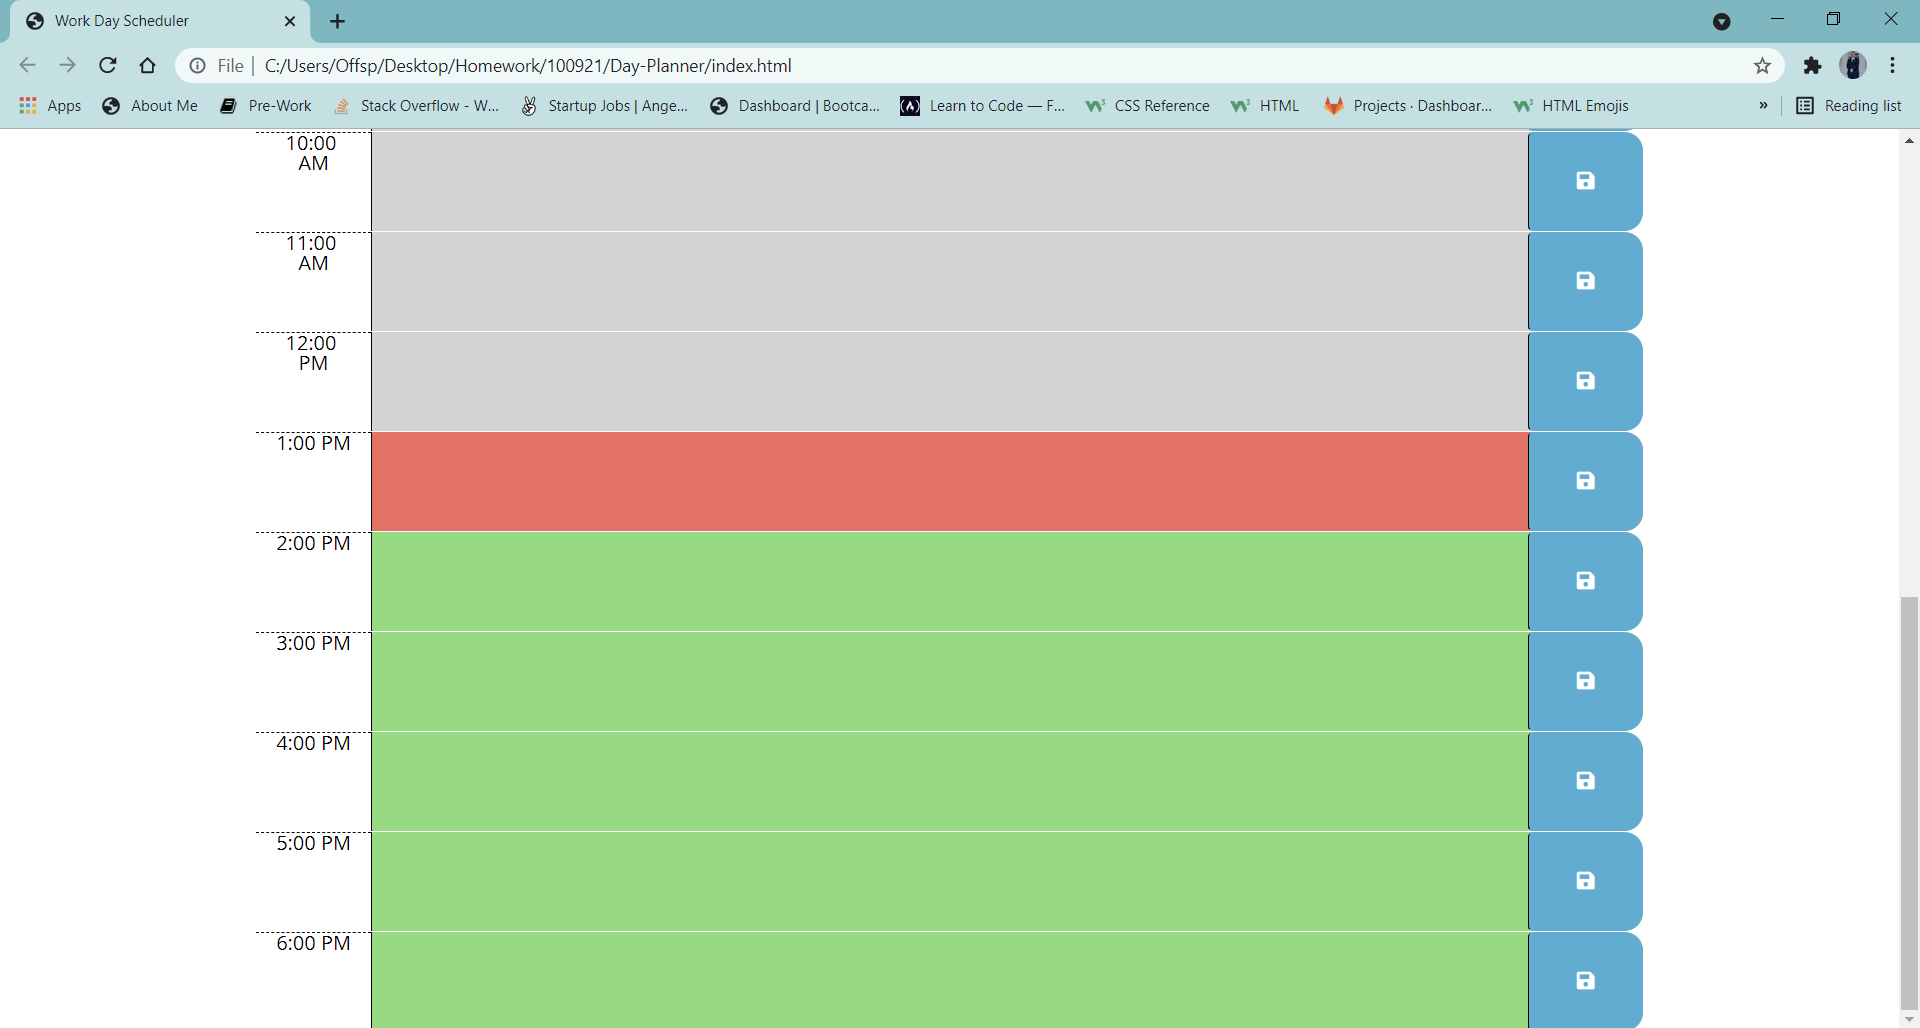 Work Day Scheduler
File | C:/Users/Offsp/Desktop/Homework/100921/Day-Planner/index.html
Apps About Me Pre-Work Stack Overflow - W... Startup Jobs | Ange... Dashboard | Bootca... Learn to Code — F... CSS Reference HTML Projects · Dashboar... HTML Emojis » Reading list
10:00
AM
11:00
AM
12:00
PM
1:00 PM
2:00 PM
3:00 PM
4:00 PM
5:00 PM
6:00 PM